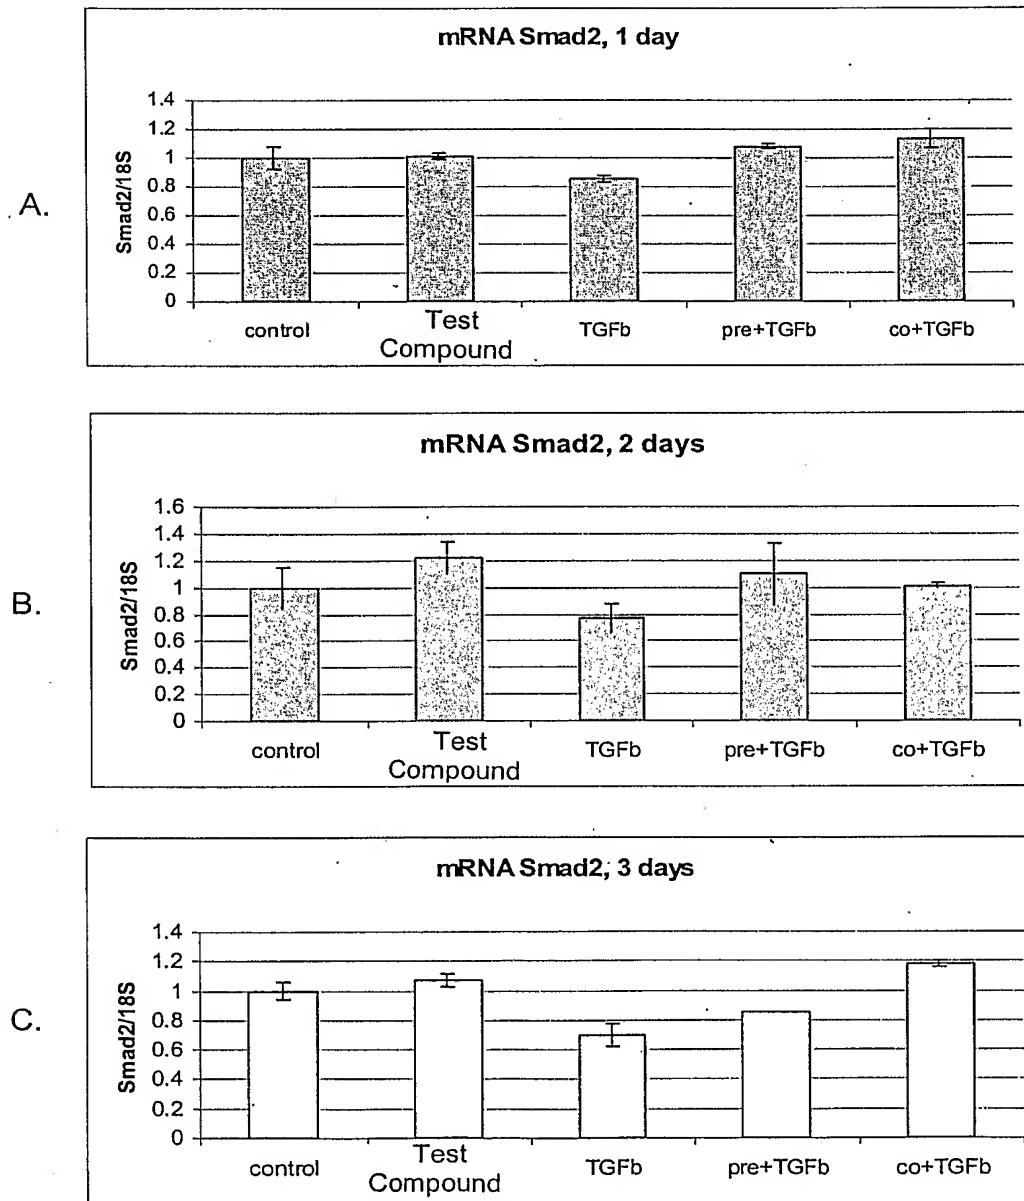 mRNA Smad2, 1 day
A.
Smad2/18S
1.4
1.2
1
0.8
0.6
0.4
0.2
0
control
Test
Compound
TGFb
pre+TGFb
co+TGFb
mRNA Smad2, 2 days
B.
Smad2/18S
1.6
1.4
1.2
1
0.8
0.6
0.4
0.2
0
control
Test
Compound
TGFb
pre+TGFb
co+TGFb
mRNA Smad2, 3 days
C.
Smad2/18S
1.4
1.2
1
0.8
0.6
0.4
0.2
0
control
Test
Compound
TGFb
pre+TGFb
co+TGFb